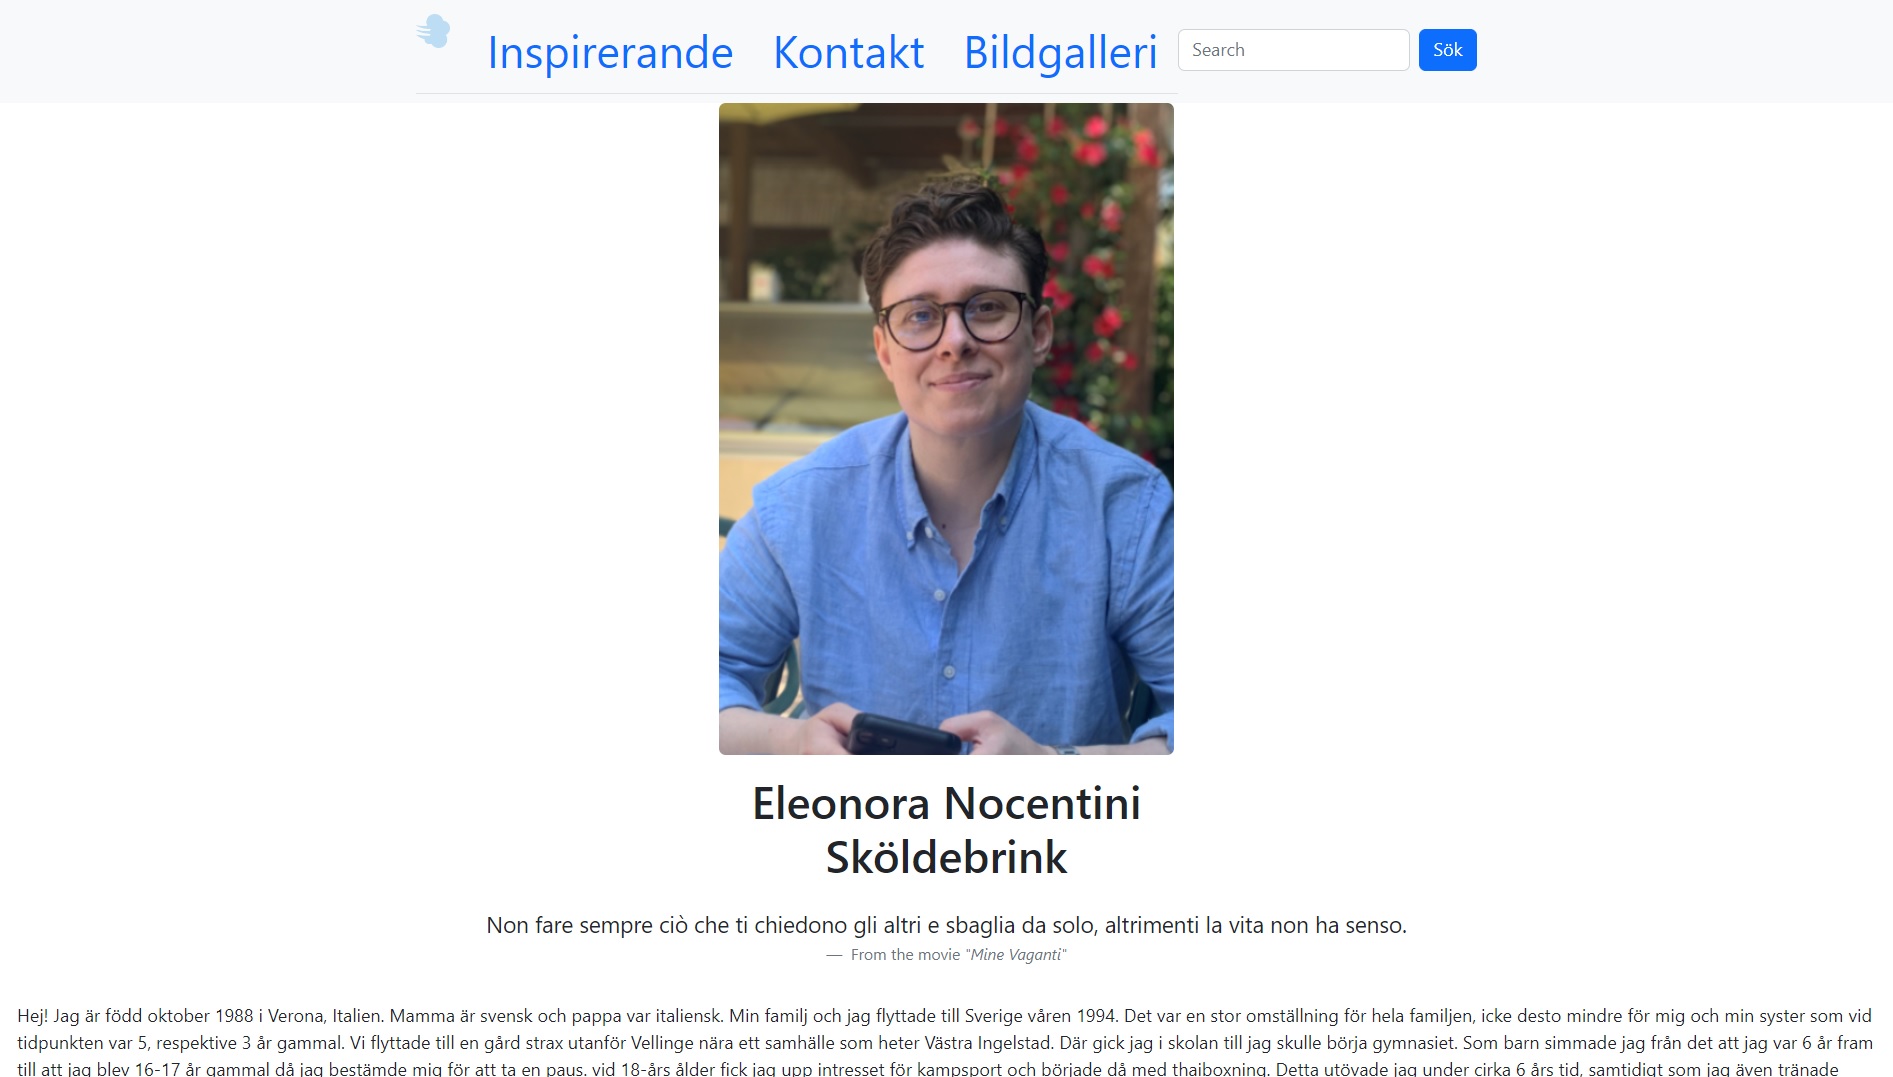 Inspirerande Kontakt Bildgalleri Search Sök
Eleonora Nocentini
Sköldebrink
Non fare sempre ciò che ti chiedono gli altri e sbaglia da solo, altrimenti la vita non ha senso.
— From the movie "Mine Vaganti"
Hej! Jag är född oktober 1988 i Verona, Italien. Mamma är svensk och pappa var italiensk. Min familj och jag flyttade till Sverige våren 1994. Det var en stor omställning för hela familjen, icke desto mindre för mig och min syster som vid
tidpunkten var 5, respektive 3 år gammal. Vi flyttade till en gård strax utanför Vellinge nära ett samhälle som heter Västra Ingelstad. Där gick jag i skolan till jag skulle börja gymnasiet. Som barn simmade jag från det att jag var 6 år fram
till att jag blev 16-17 år gammal då jag bestämde mig för att ta en paus. vid 18-års ålder fick jag upp intresset för kampsport och började då med thaiboxning. Detta utövade jag under cirka 6 års tid, samtidigt som jag även tränade